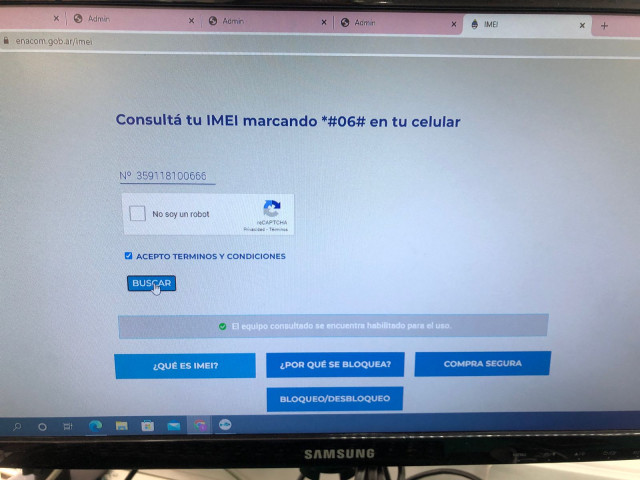 Admin
Admin
Admin
IMEI
enacom.gob.ar/imei
Consultá tu IMEI marcando *#06# en tu celular
Nº 359118100666
No soy un robot
reCAPTCHA
Privacidad - Términos
ACEPTO TERMINOS Y CONDICIONES
BUSCAR
El equipo consultado se encuentra habilitado para el uso.
¿QUÉ ES IMEI?
¿POR QUÉ SE BLOQUEA?
COMPRA SEGURA
BLOQUEO/DESBLOQUEO
SAMSUNG